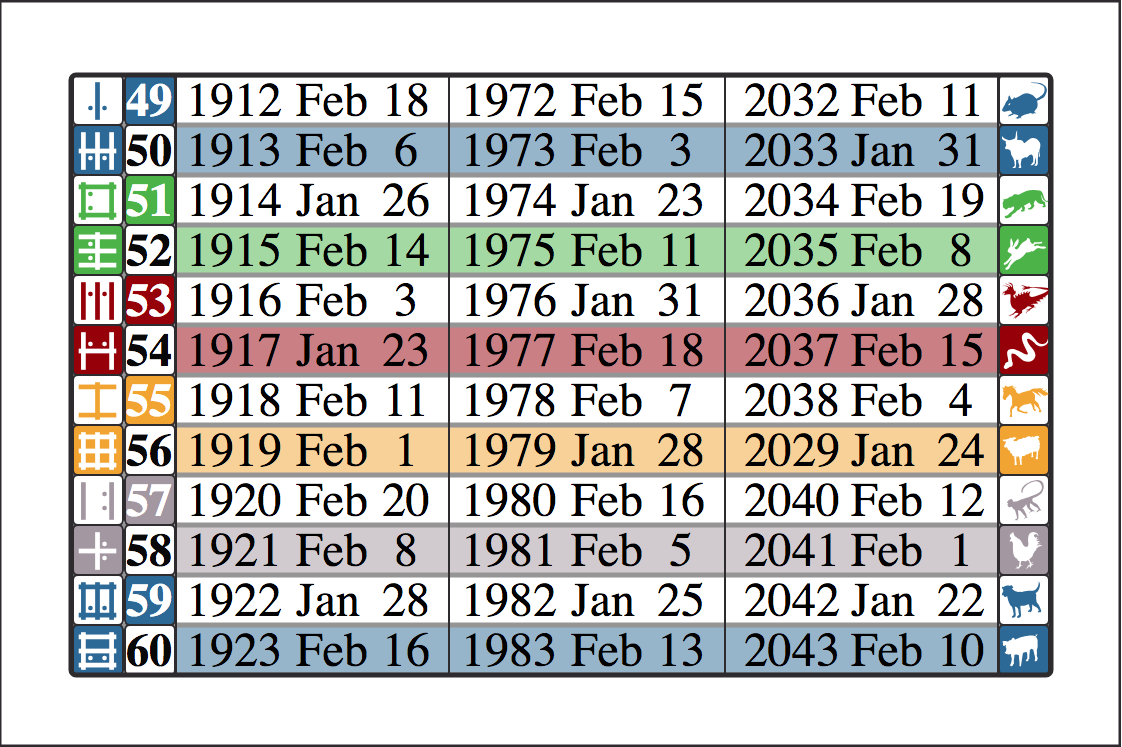 49 1912 Feb 18 1972 Feb 15 2032 Feb 11
50 1913 Feb 6 1973 Feb 3 2033 Jan 31
51 1914 Jan 26 1974 Jan 23 2034 Feb 19
52 1915 Feb 14 1975 Feb 11 2035 Feb 8
53 1916 Feb 3 1976 Jan 31 2036 Jan 28
54 1917 Jan 23 1977 Feb 18 2037 Feb 15
55 1918 Feb 11 1978 Feb 7 2038 Feb 4
56 1919 Feb 1 1979 Jan 28 2029 Jan 24
57 1920 Feb 20 1980 Feb 16 2040 Feb 12
58 1921 Feb 8 1981 Feb 5 2041 Feb 1
59 1922 Jan 28 1982 Jan 25 2042 Jan 22
60 1923 Feb 16 1983 Feb 13 2043 Feb 10